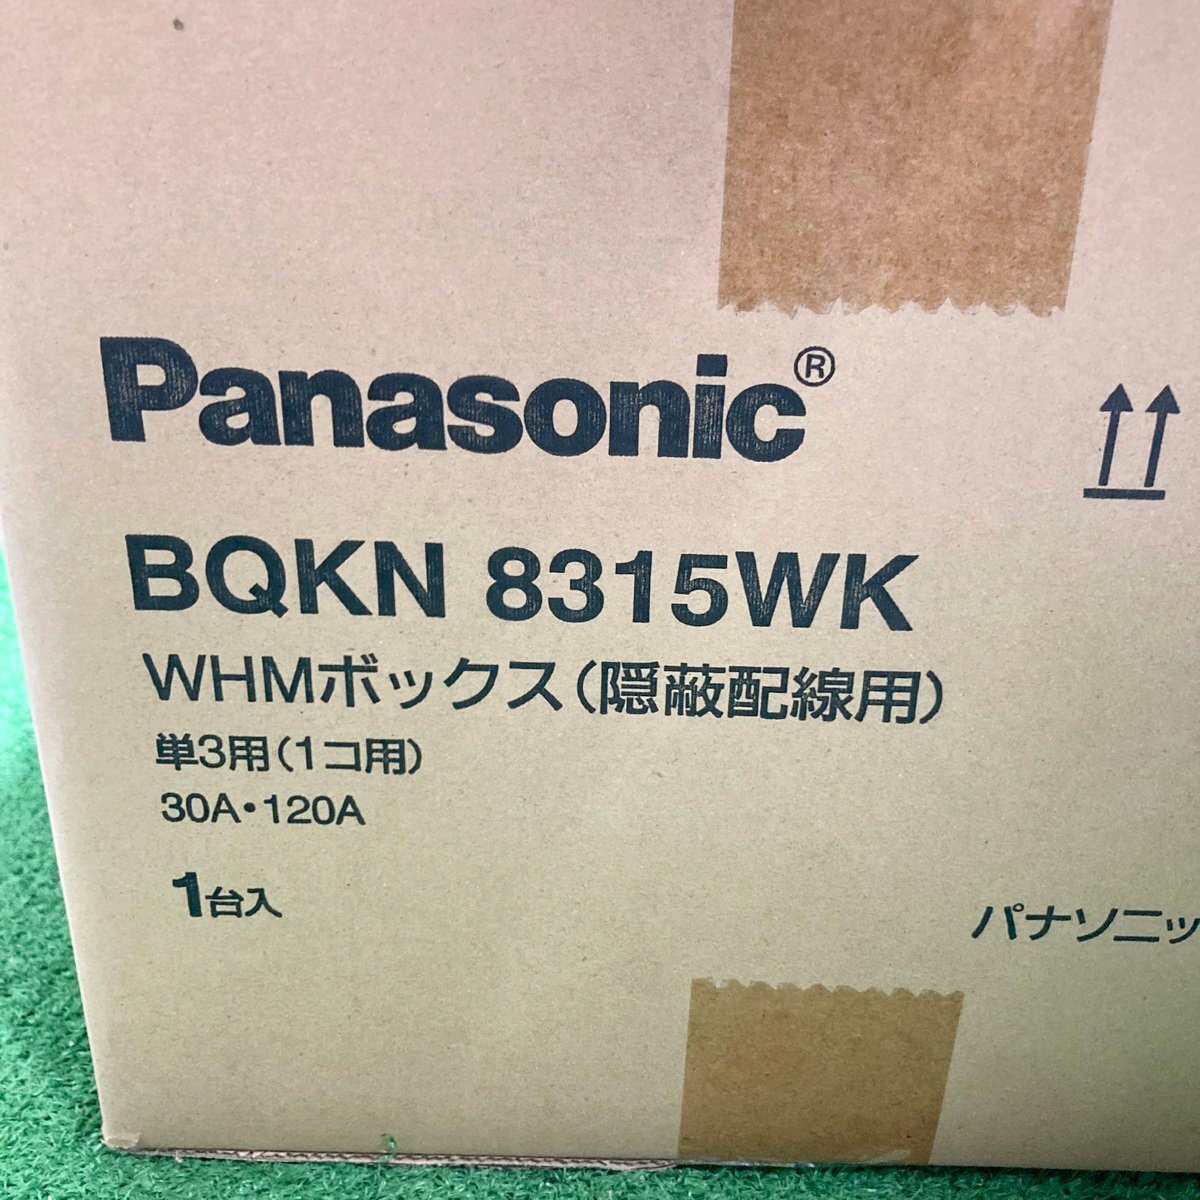 Panasonic®
BQKN 8315WK
WHMボックス(隠蔽配線用)
単3用(1コ用)
30A・120A
1台入
パナソニッ